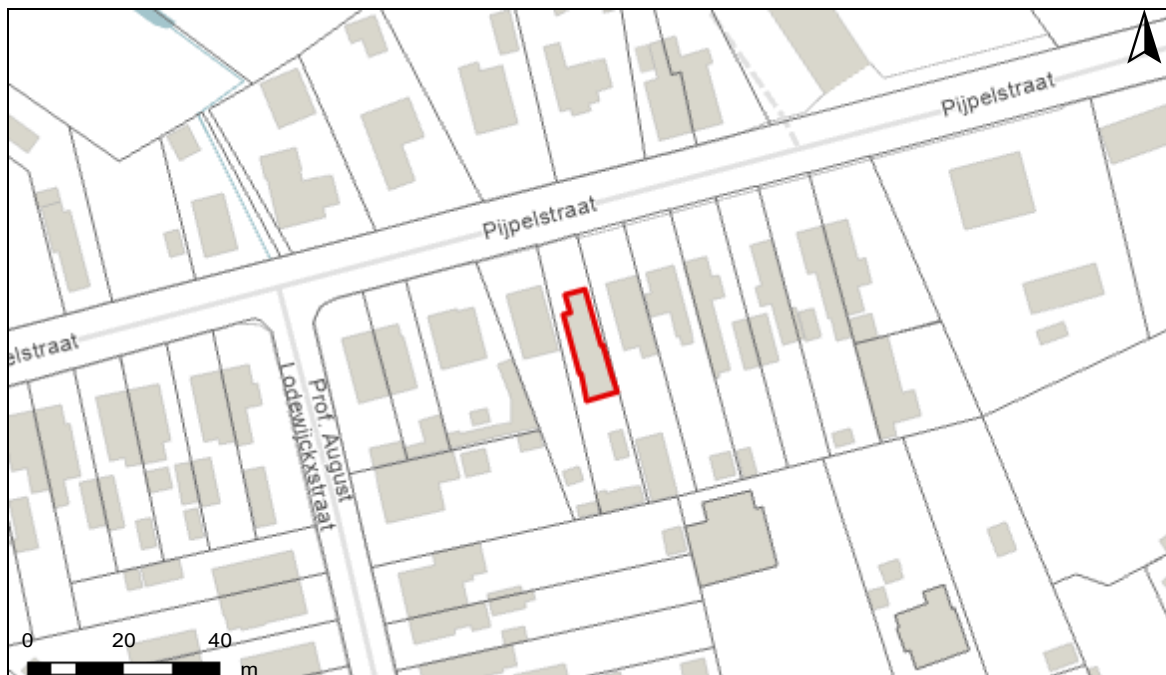 Pijpelstraat
Pijpelstraat
elstraat
Prof. August
Lodewijckxstraat
0 20 40
m